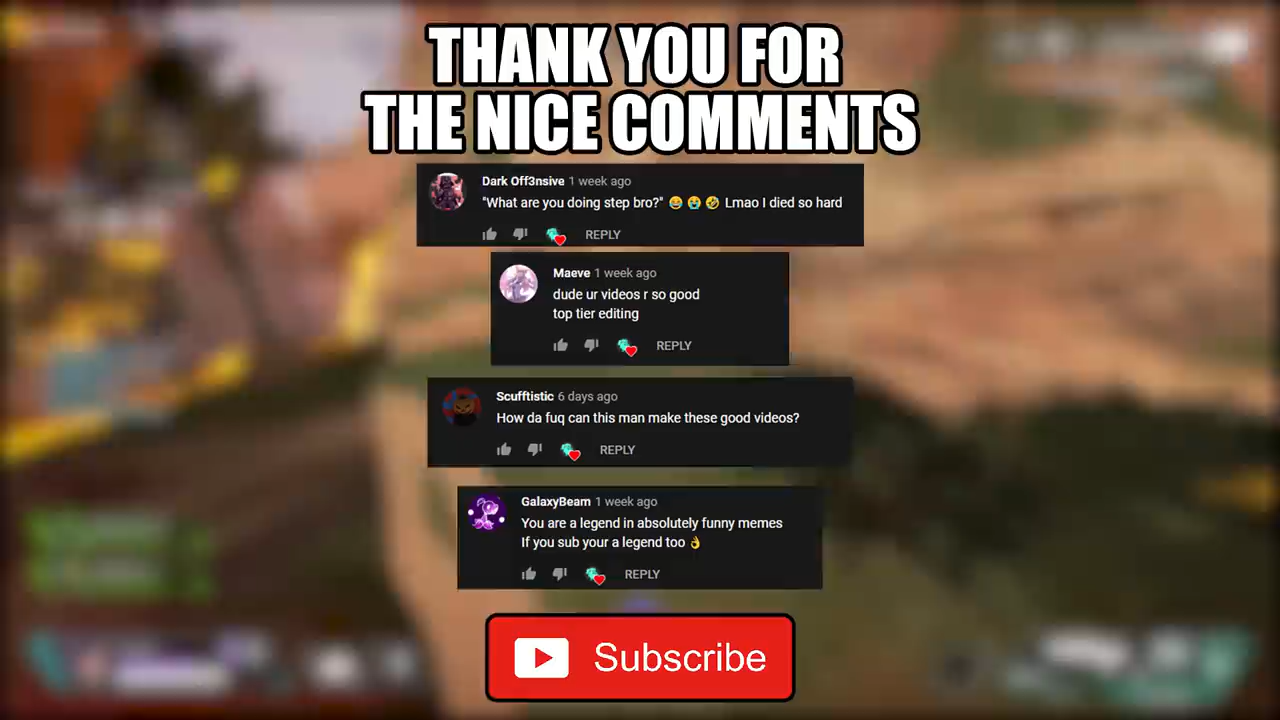 THANK YOU FOR
THE NICE COMMENTS
Dark Off3nsive 1 week ago
"What are you doing step bro?" 😂 😭 🤣 Lmao I died so hard
REPLY
Maeve 1 week ago
dude ur videos r so good
top tier editing
REPLY
Scufftistic 6 days ago
How da fuq can this man make these good videos?
REPLY
GalaxyBeam 1 week ago
You are a legend in absolutely funny memes
If you sub your a legend too 👌
REPLY
Subscribe